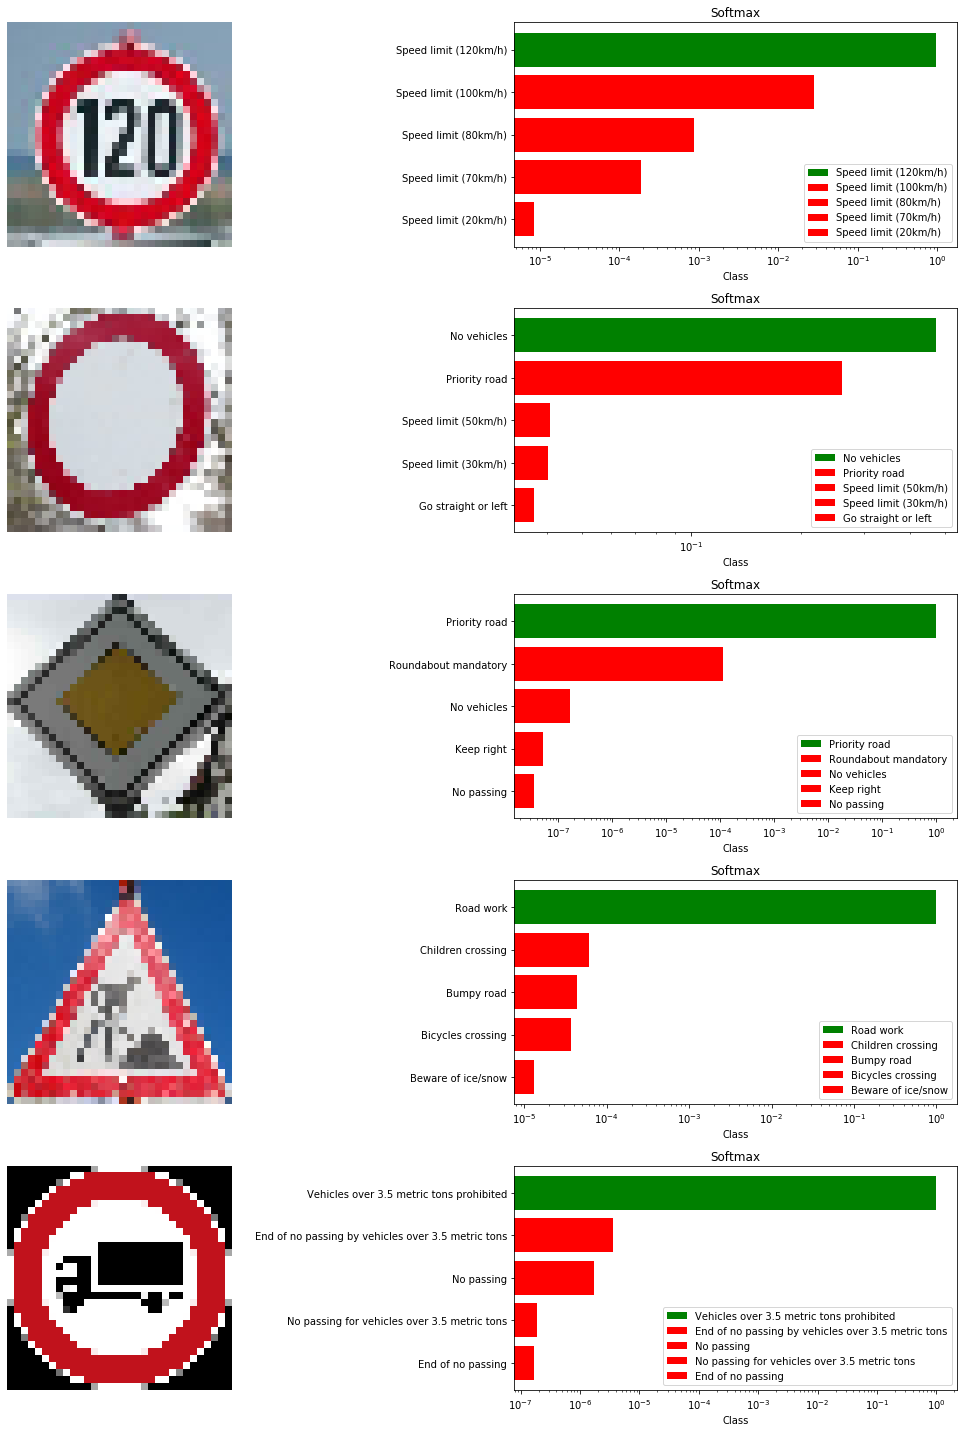 Softmax
120
Speed limit (120km/h)
Speed limit (100km/h)
Speed limit (80km/h)
Speed limit (70km/h)
Speed limit (20km/h)
Speed limit (120km/h)
Speed limit (100km/h)
Speed limit (80km/h)
Speed limit (70km/h)
Speed limit (20km/h)
10⁻⁵ 10⁻⁴ 10⁻³ 10⁻² 10⁻¹ 10⁰
Class
Softmax
No vehicles
Priority road
Speed limit (50km/h)
Speed limit (30km/h)
Go straight or left
No vehicles
Priority road
Speed limit (50km/h)
Speed limit (30km/h)
Go straight or left
10⁻¹
Class
Softmax
Priority road
Roundabout mandatory
No vehicles
Keep right
No passing
Priority road
Roundabout mandatory
No vehicles
Keep right
No passing
10⁻⁷ 10⁻⁶ 10⁻⁵ 10⁻⁴ 10⁻³ 10⁻² 10⁻¹ 10⁰
Class
Softmax
Road work
Children crossing
Bumpy road
Bicycles crossing
Beware of ice/snow
Road work
Children crossing
Bumpy road
Bicycles crossing
Beware of ice/snow
10⁻⁵ 10⁻⁴ 10⁻³ 10⁻² 10⁻¹ 10⁰
Class
Softmax
Vehicles over 3.5 metric tons prohibited
End of no passing by vehicles over 3.5 metric tons
No passing
No passing for vehicles over 3.5 metric tons
End of no passing
Vehicles over 3.5 metric tons prohibited
End of no passing by vehicles over 3.5 metric tons
No passing
No passing for vehicles over 3.5 metric tons
End of no passing
10⁻⁷ 10⁻⁶ 10⁻⁵ 10⁻⁴ 10⁻³ 10⁻² 10⁻¹ 10⁰
Class